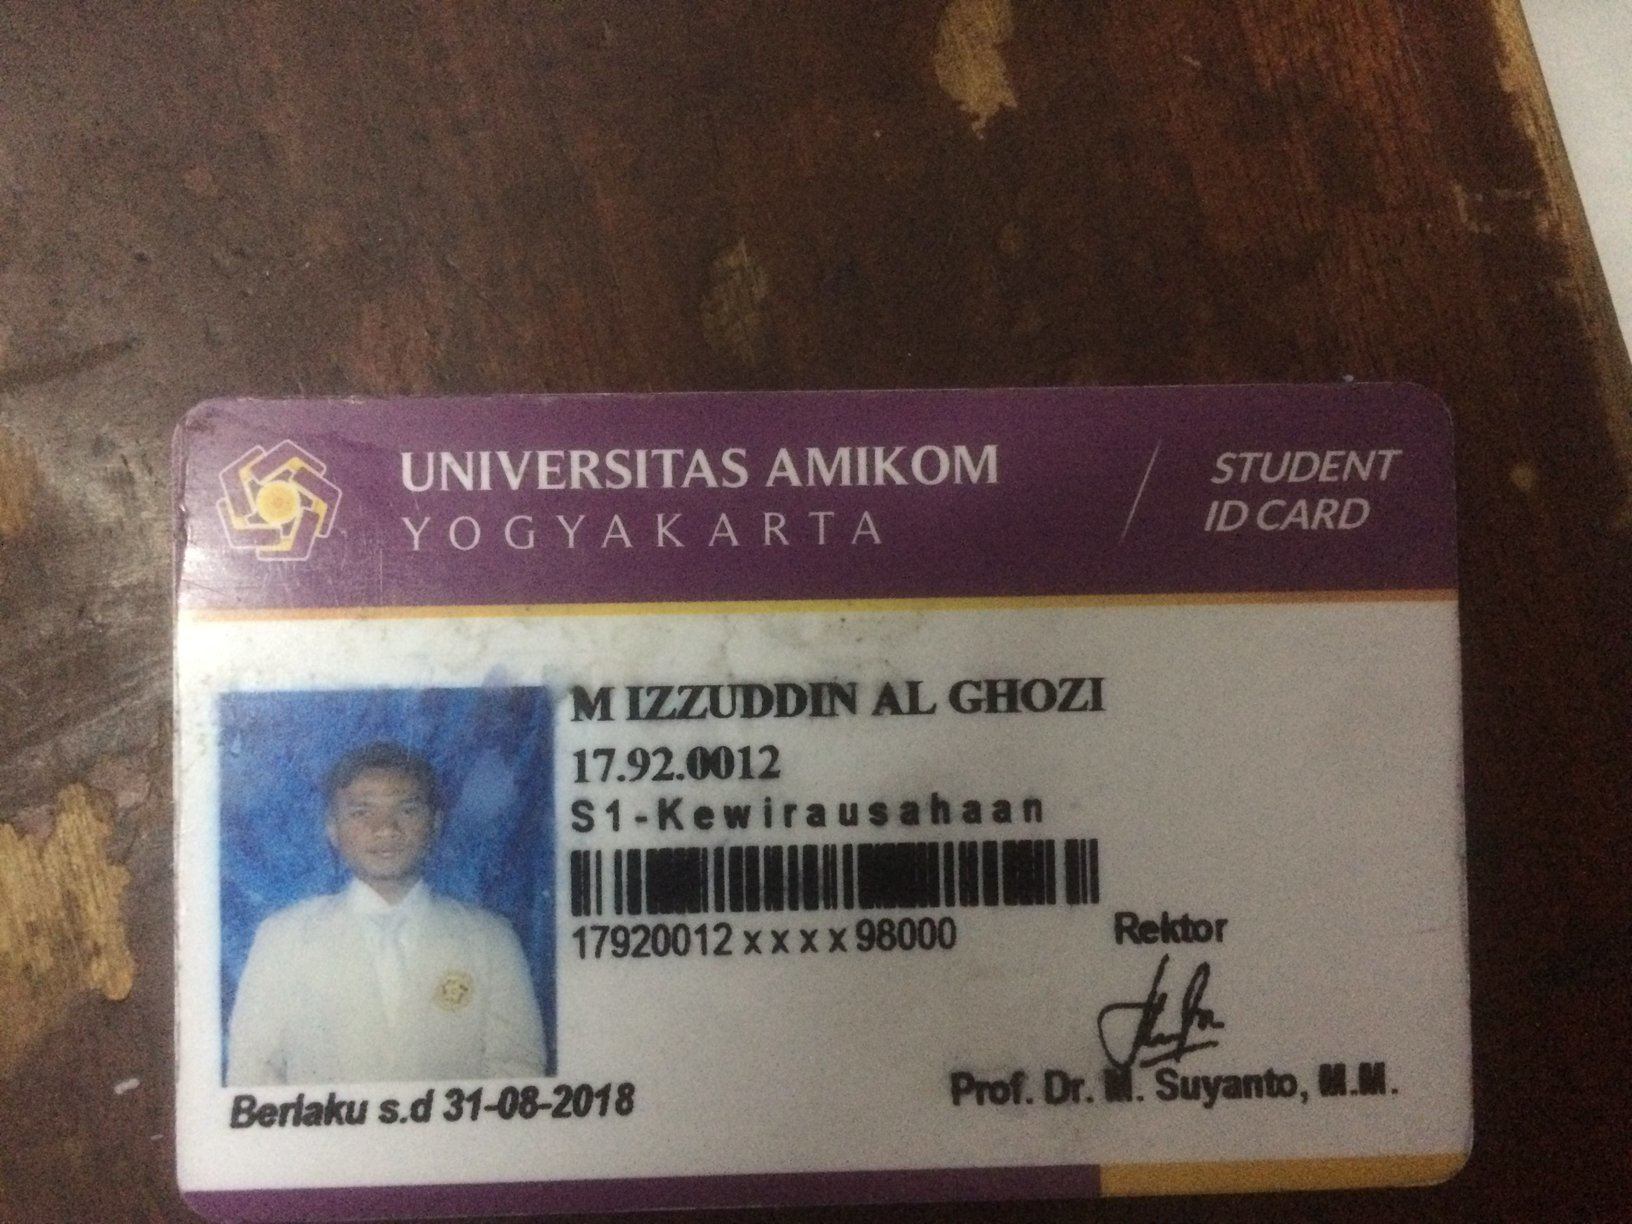 UNIVERSITAS AMIKOM
YOGYAKARTA
STUDENT
ID CARD
M IZZUDDIN AL GHOZI
17.92.0012
S1-Kewirausahaan
17920012xxxx98000
Berlaku s.d 31-08-2018
Rektor
Prof. Dr. M. Suyanto, M.M.